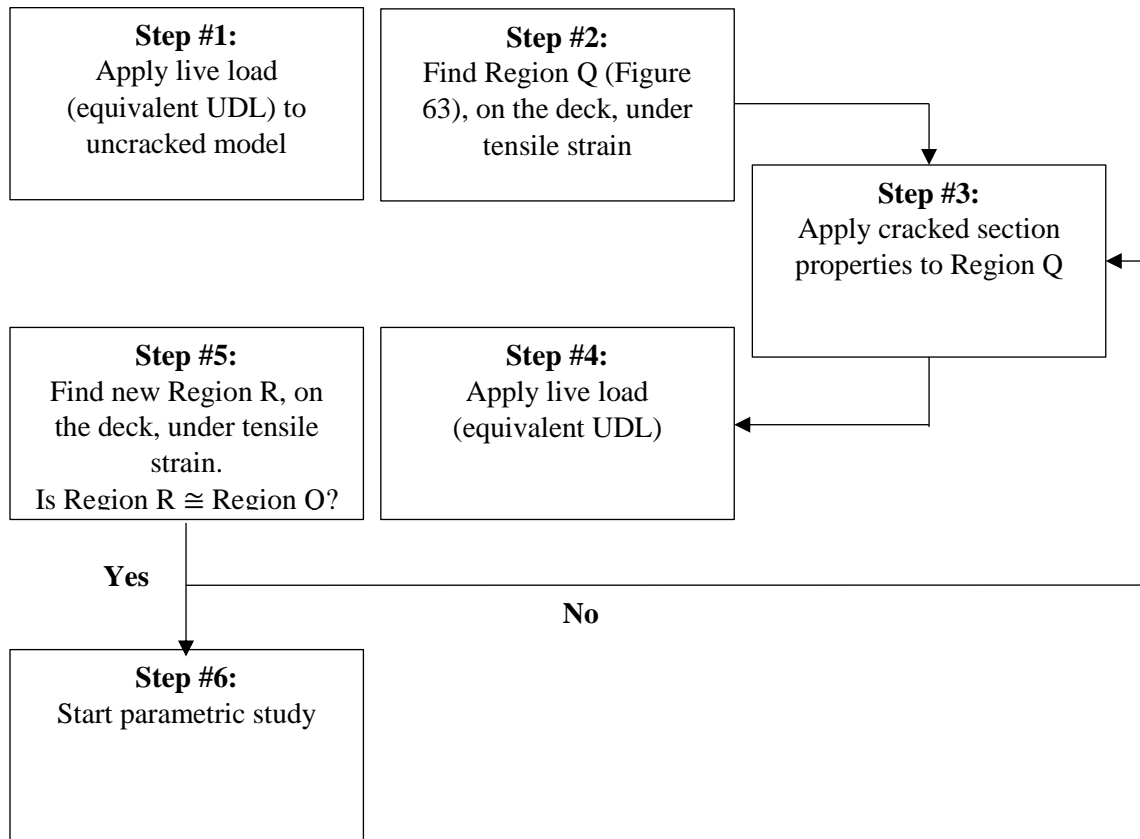 Step #1:
Apply live load
(equivalent UDL) to
uncracked model
Step #2:
Find Region Q (Figure
63), on the deck, under
tensile strain
Step #3:
Apply cracked section
properties to Region Q
Step #4:
Apply live load
(equivalent UDL)
Step #5:
Find new Region R, on
the deck, under tensile
strain.
Is Region R ≅ Region Q?
Yes
No
Step #6:
Start parametric study